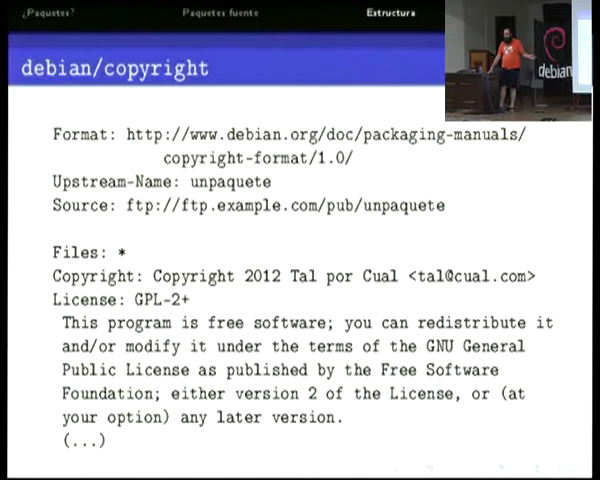 ¿Paquetes?
Paquetes fuente
Estructura
debian/copyright
debian
Format: http://www.debian.org/doc/packaging-manuals/
copyright-format/1.0/
Upstream-Name: unpaquete
Source: ftp://ftp.example.com/pub/unpaquete
Files: *
Copyright: Copyright 2012 Tal por Cual <tal@cual.com>
License: GPL-2+
This program is free software; you can redistribute it
and/or modify it under the terms of the GNU General
Public License as published by the Free Software
Foundation; either version 2 of the License, or (at
your option) any later version.
(...)